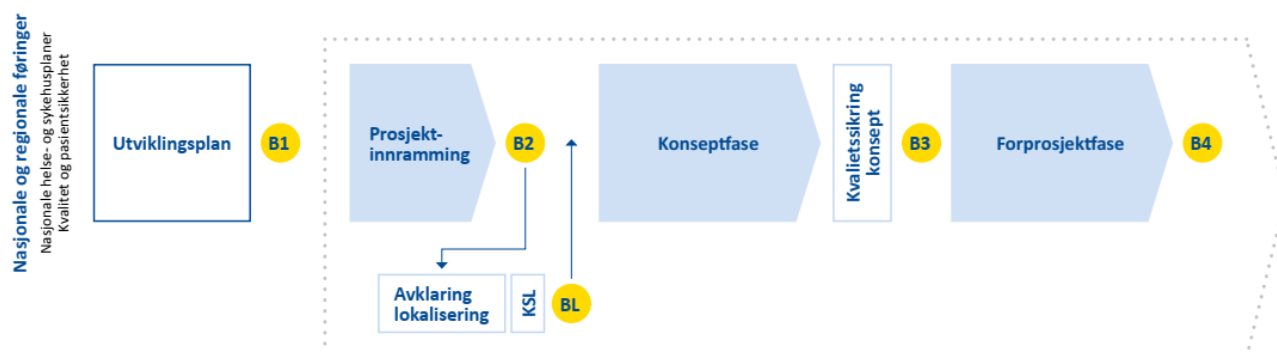 Nasjonale og regionale føringer
Nasjonale helse- og sykehusplaner
Kvalitet og pasientsikkerhet
Utviklingsplan
B1
Prosjekt-
innramming
B2
Avklaring
lokalisering
KSL
BL
Konseptfase
Kvalietssikring
konsept
B3
Forprosjektfase
B4